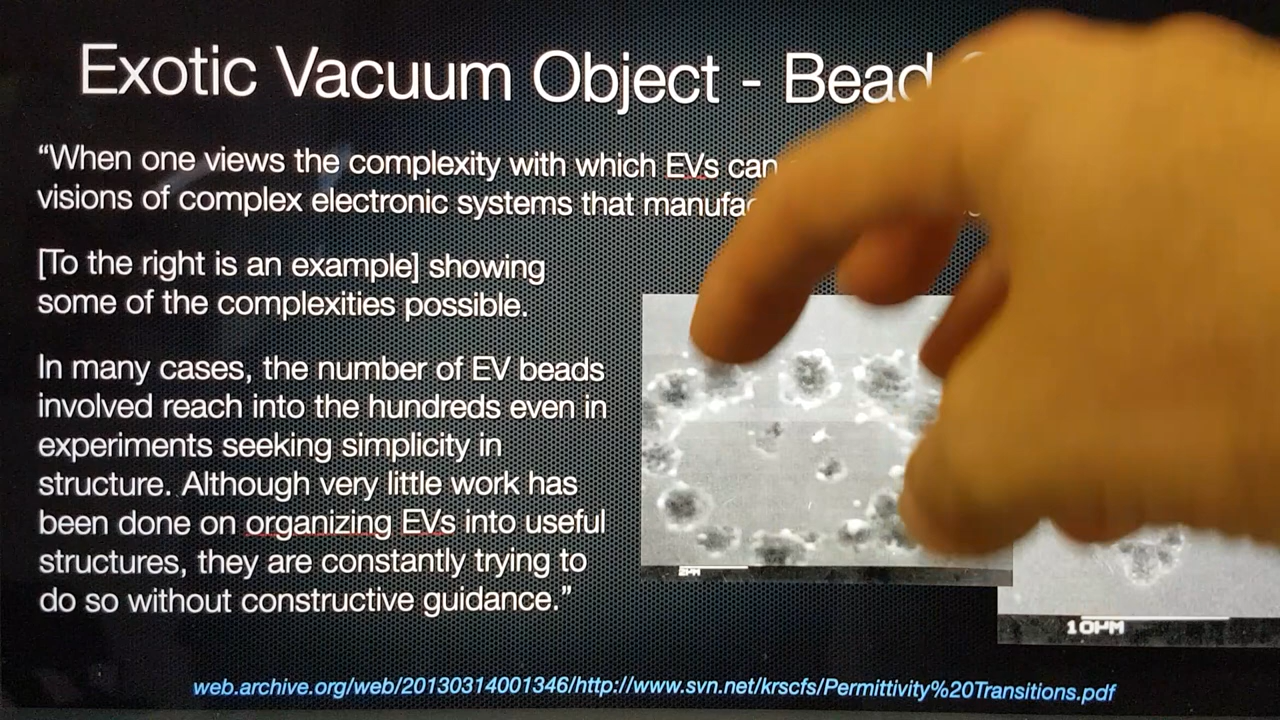 Exotic Vacuum Object - Bead
“When one views the complexity with which EVs can
visions of complex electronic systems that
[To the right is an example] showing
some of the complexities possible.
In many cases, the number of EV beads
involved reach into the hundreds even in
experiments seeking simplicity in
structure. Although very little work has
been done on organizing EVs into useful
structures, they are constantly trying to
do so without constructive guidance.”
10µM
web.archive.org/web/20130314001346/http://www.svn.net/krscfs/Permittivity%20Transitions.pdf